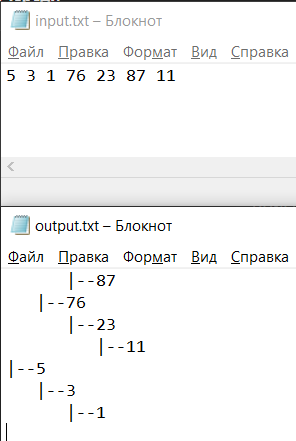 input.txt – Блокнот
Файл Правка Формат Вид Справка
5 3 1 76 23 87 11
output.txt – Блокнот
Файл Правка Формат Вид Справка
      |--87
   |--76
      |--23
         |--11
|--5
   |--3
      |--1